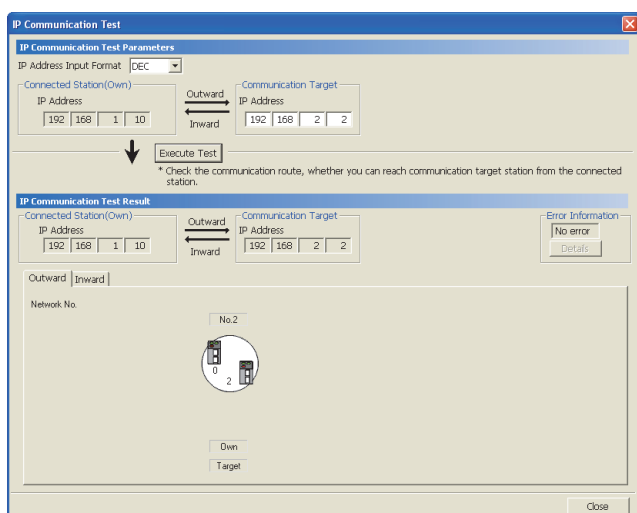 IP Communication Test
IP Communication Test Parameters
IP Address Input Format DEC
Connected Station(Own)
IP Address
192 168 1 10
Outward
Inward
Communication Target
IP Address
192 168 2 2
Execute Test
* Check the communication route, whether you can reach communication target station from the connected
station.
IP Communication Test Result
Connected Station(Own)
IP Address
192 168 1 10
Outward
Inward
Communication Target
IP Address
192 168 2 2
Error Information
No error
Details
Outward Inward
Network No.
No.2
0
2
Own
Target
Close